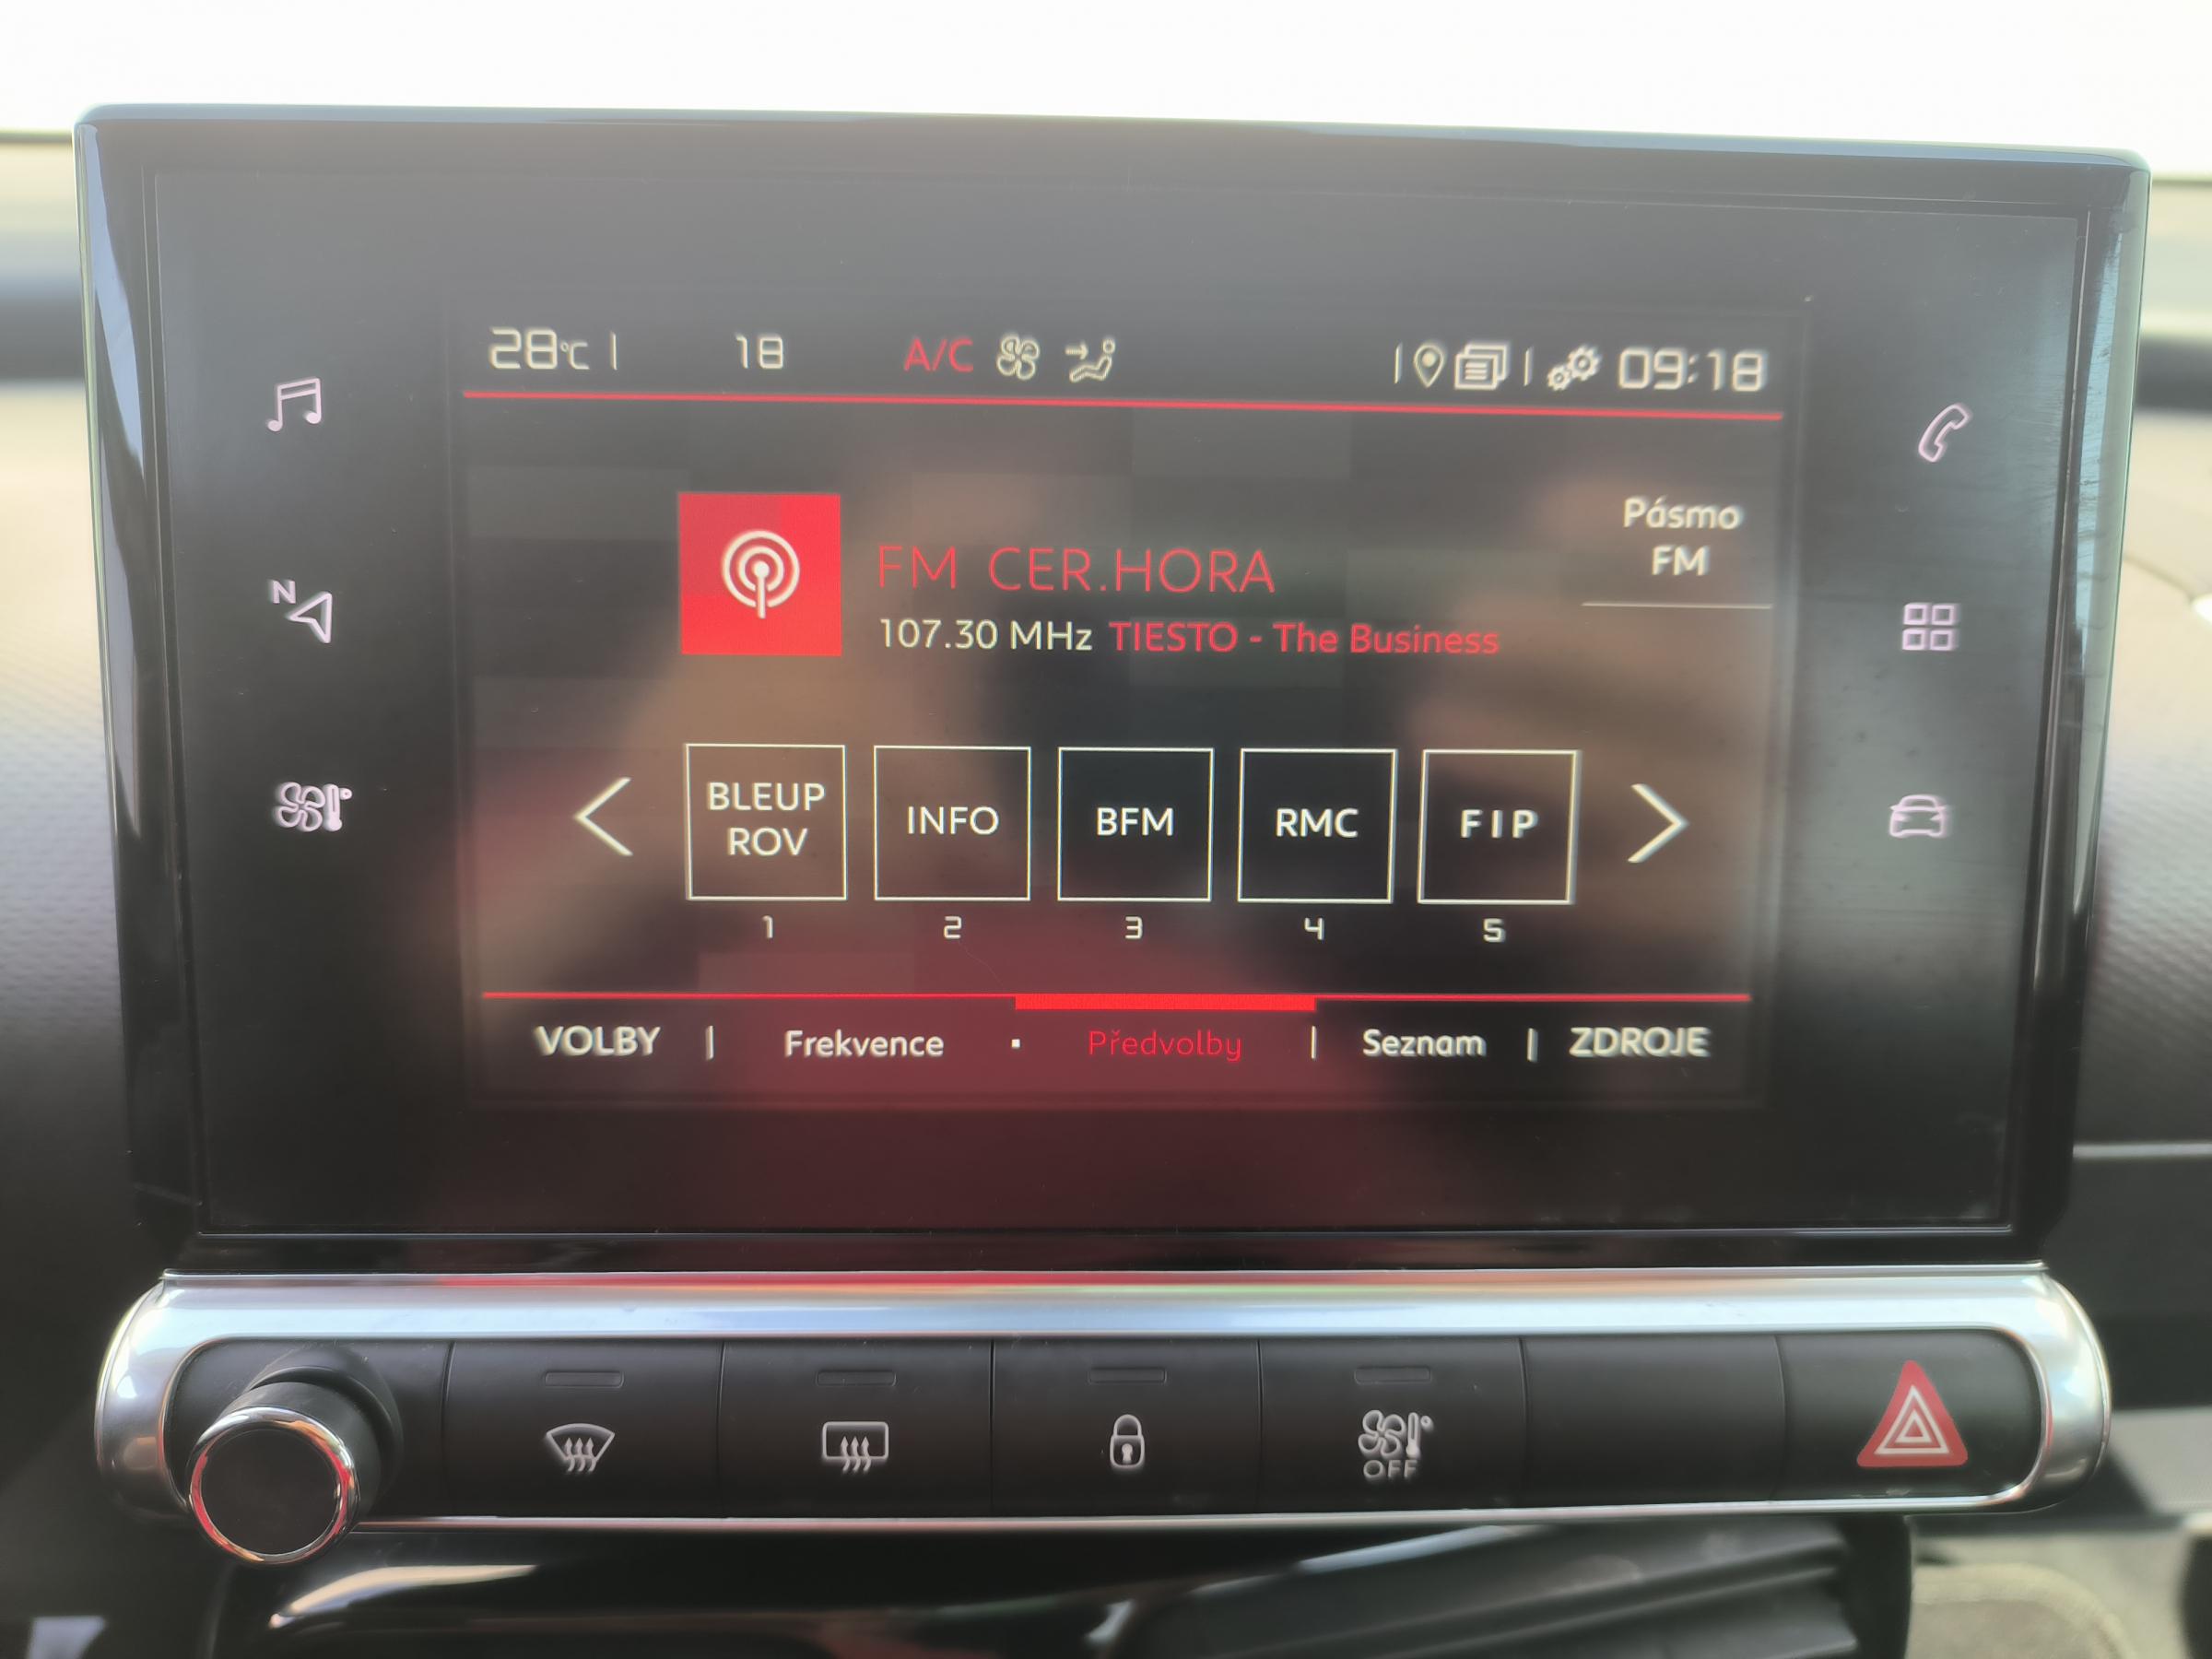 28°C | 18 A/C | | 09:18
Pásmo
FM
FM CER.HORA
107.30 MHz TIESTO - The Business
N
BLEUP
ROV
INFO
BFM
RMC
FIP
1 2 3 4 5
VOLBY | Frekvence · Předvolby | Seznam | ZDROJE
OFF